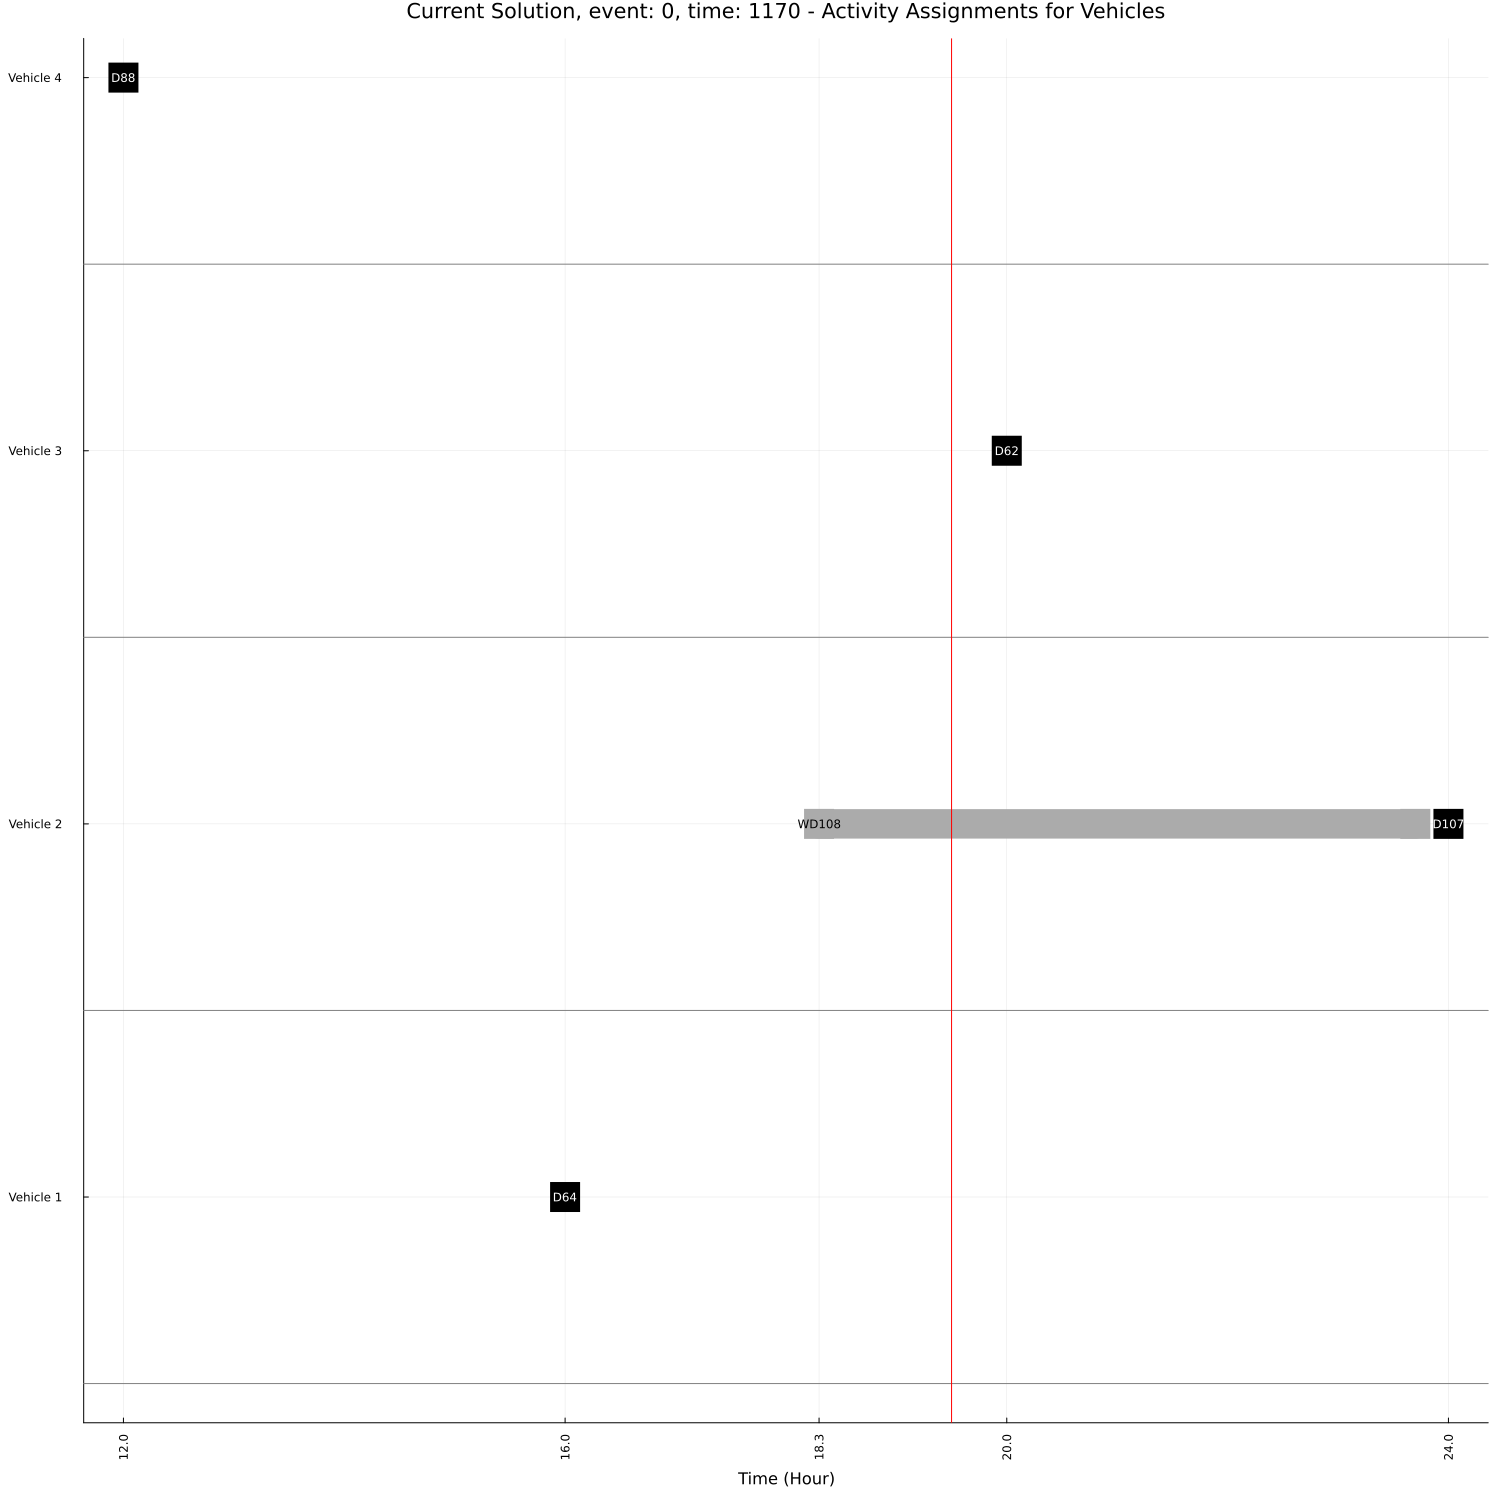 Current Solution, event: 0, time: 1170 - Activity Assignments for Vehicles
Vehicle 4
D88
Vehicle 3
D62
Vehicle 2
WD108
D107
Vehicle 1
D64
12.0
16.0
18.3
20.0
24.0
Time (Hour)